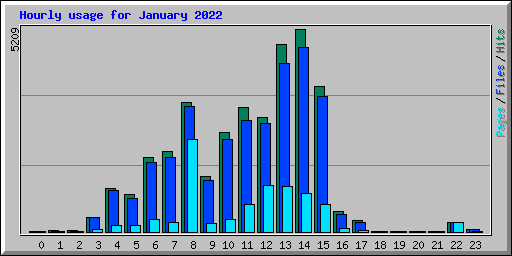 Hourly usage for January 2022
5209
Pages/Files/Hits
0 1 2 3 4 5 6 7 8 9 10 11 12 13 14 15 16 17 18 19 20 21 22 23